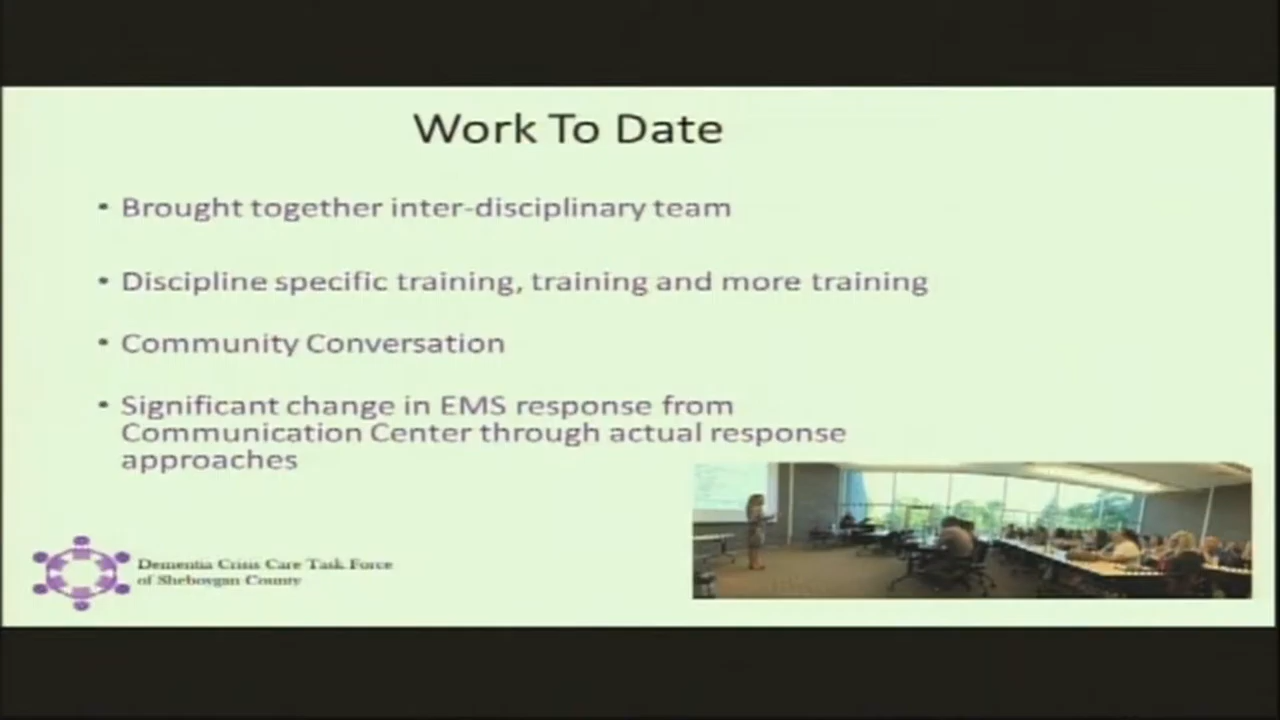 Work To Date
• Brought together inter-disciplinary team
• Discipline specific training, training and more training
• Community Conversation
• Significant change in EMS response from
Communication Center through actual response
approaches
Dementia Crisis Care Task Force
of Sheboygan County